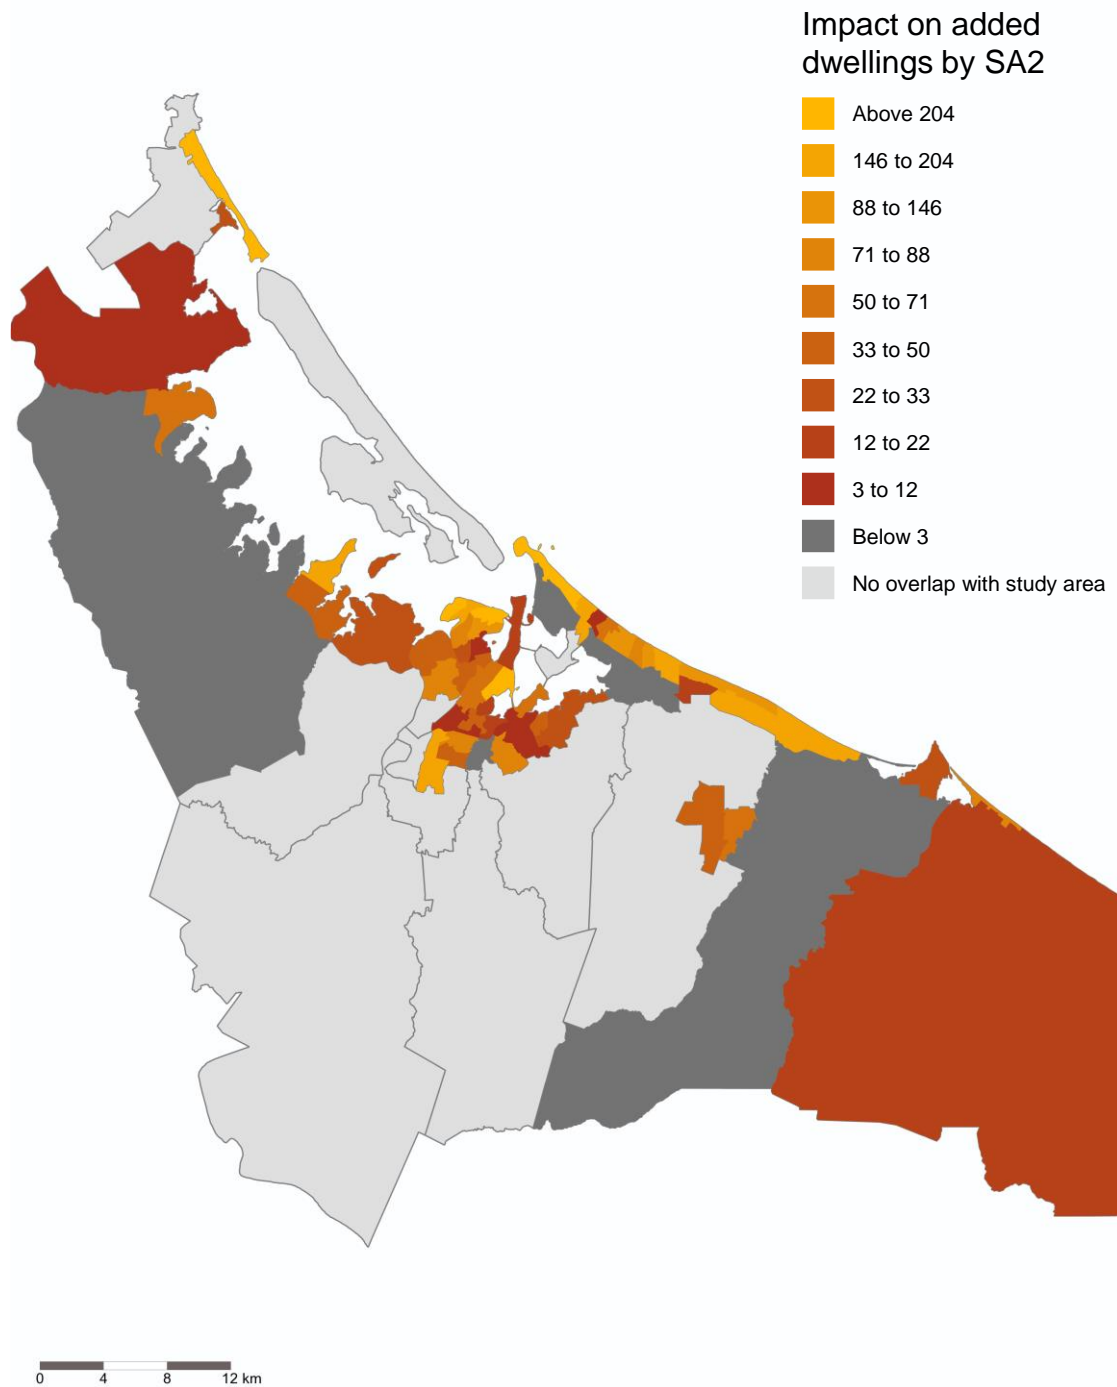 Impact on added
dwellings by SA2
Above 204
146 to 204
88 to 146
71 to 88
50 to 71
33 to 50
22 to 33
12 to 22
3 to 12
Below 3
No overlap with study area
0 4 8 12 km